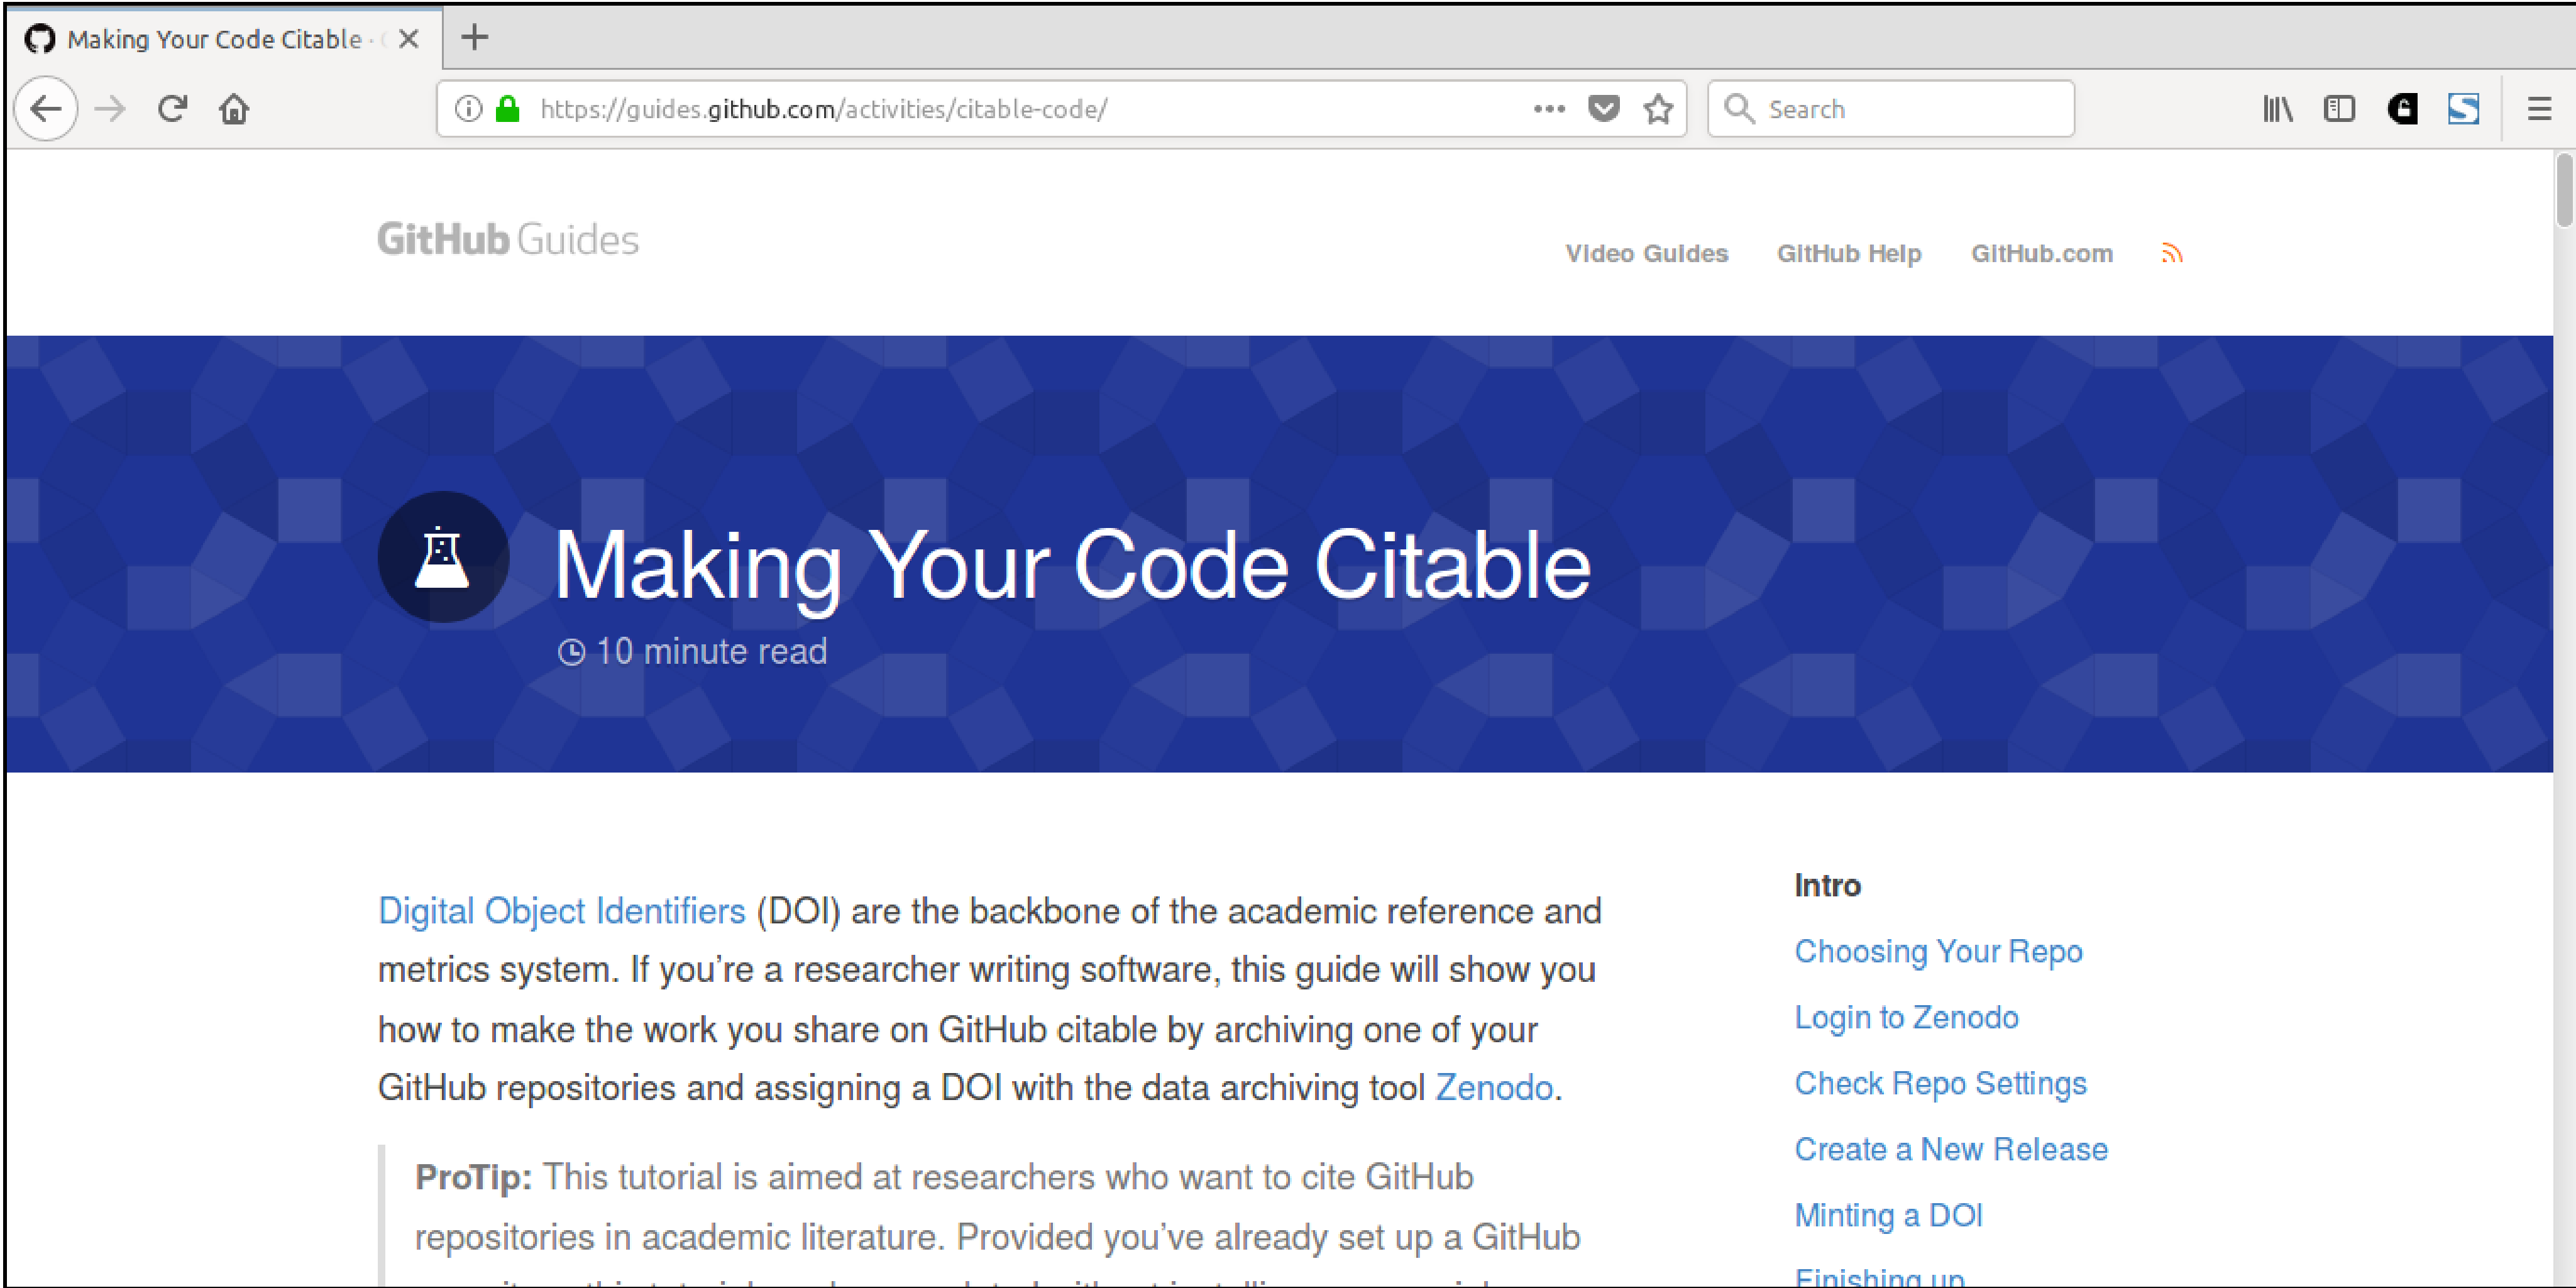 Making Your Code Citable ·
https://guides.github.com/activities/citable-code/
Search
GitHub Guides
Video Guides
GitHub Help
GitHub.com
Making Your Code Citable
10 minute read
Digital Object Identifiers (DOI) are the backbone of the academic reference and
metrics system. If you’re a researcher writing software, this guide will show you
how to make the work you share on GitHub citable by archiving one of your
GitHub repositories and assigning a DOI with the data archiving tool Zenodo.
ProTip: This tutorial is aimed at researchers who want to cite GitHub
repositories in academic literature. Provided you’ve already set up a GitHub
Intro
Choosing Your Repo
Login to Zenodo
Check Repo Settings
Create a New Release
Minting a DOI
Finishing up